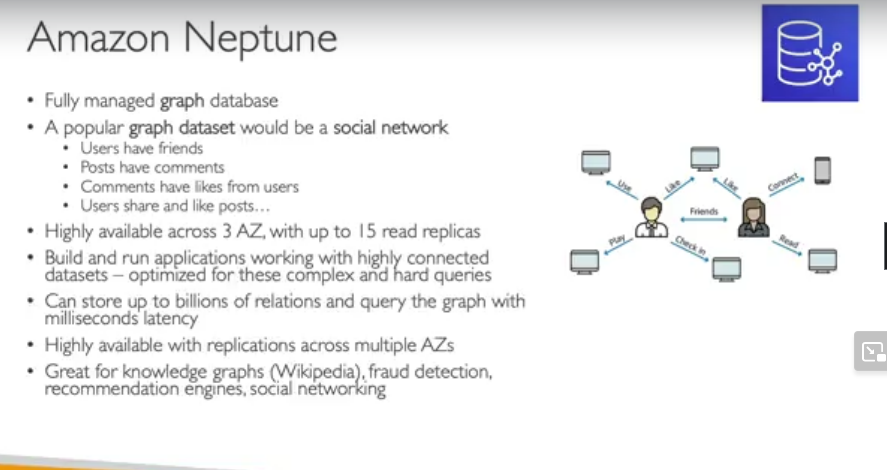 Amazon Neptune
• Fully managed graph database
• A popular graph dataset would be a social network
• Users have friends
• Posts have comments
• Comments have likes from users
• Users share and like posts...
• Highly available across 3 AZ, with up to 15 read replicas
• Build and run applications working with highly connected
datasets – optimized for these complex and hard queries
• Can store up to billions of relations and query the graph with
milliseconds latency
• Highly available with replications across multiple AZs
• Great for knowledge graphs (Wikipedia), fraud detection,
recommendation engines, social networking
Use
Like
Like
Connect
Friends
Play
Check in
Read